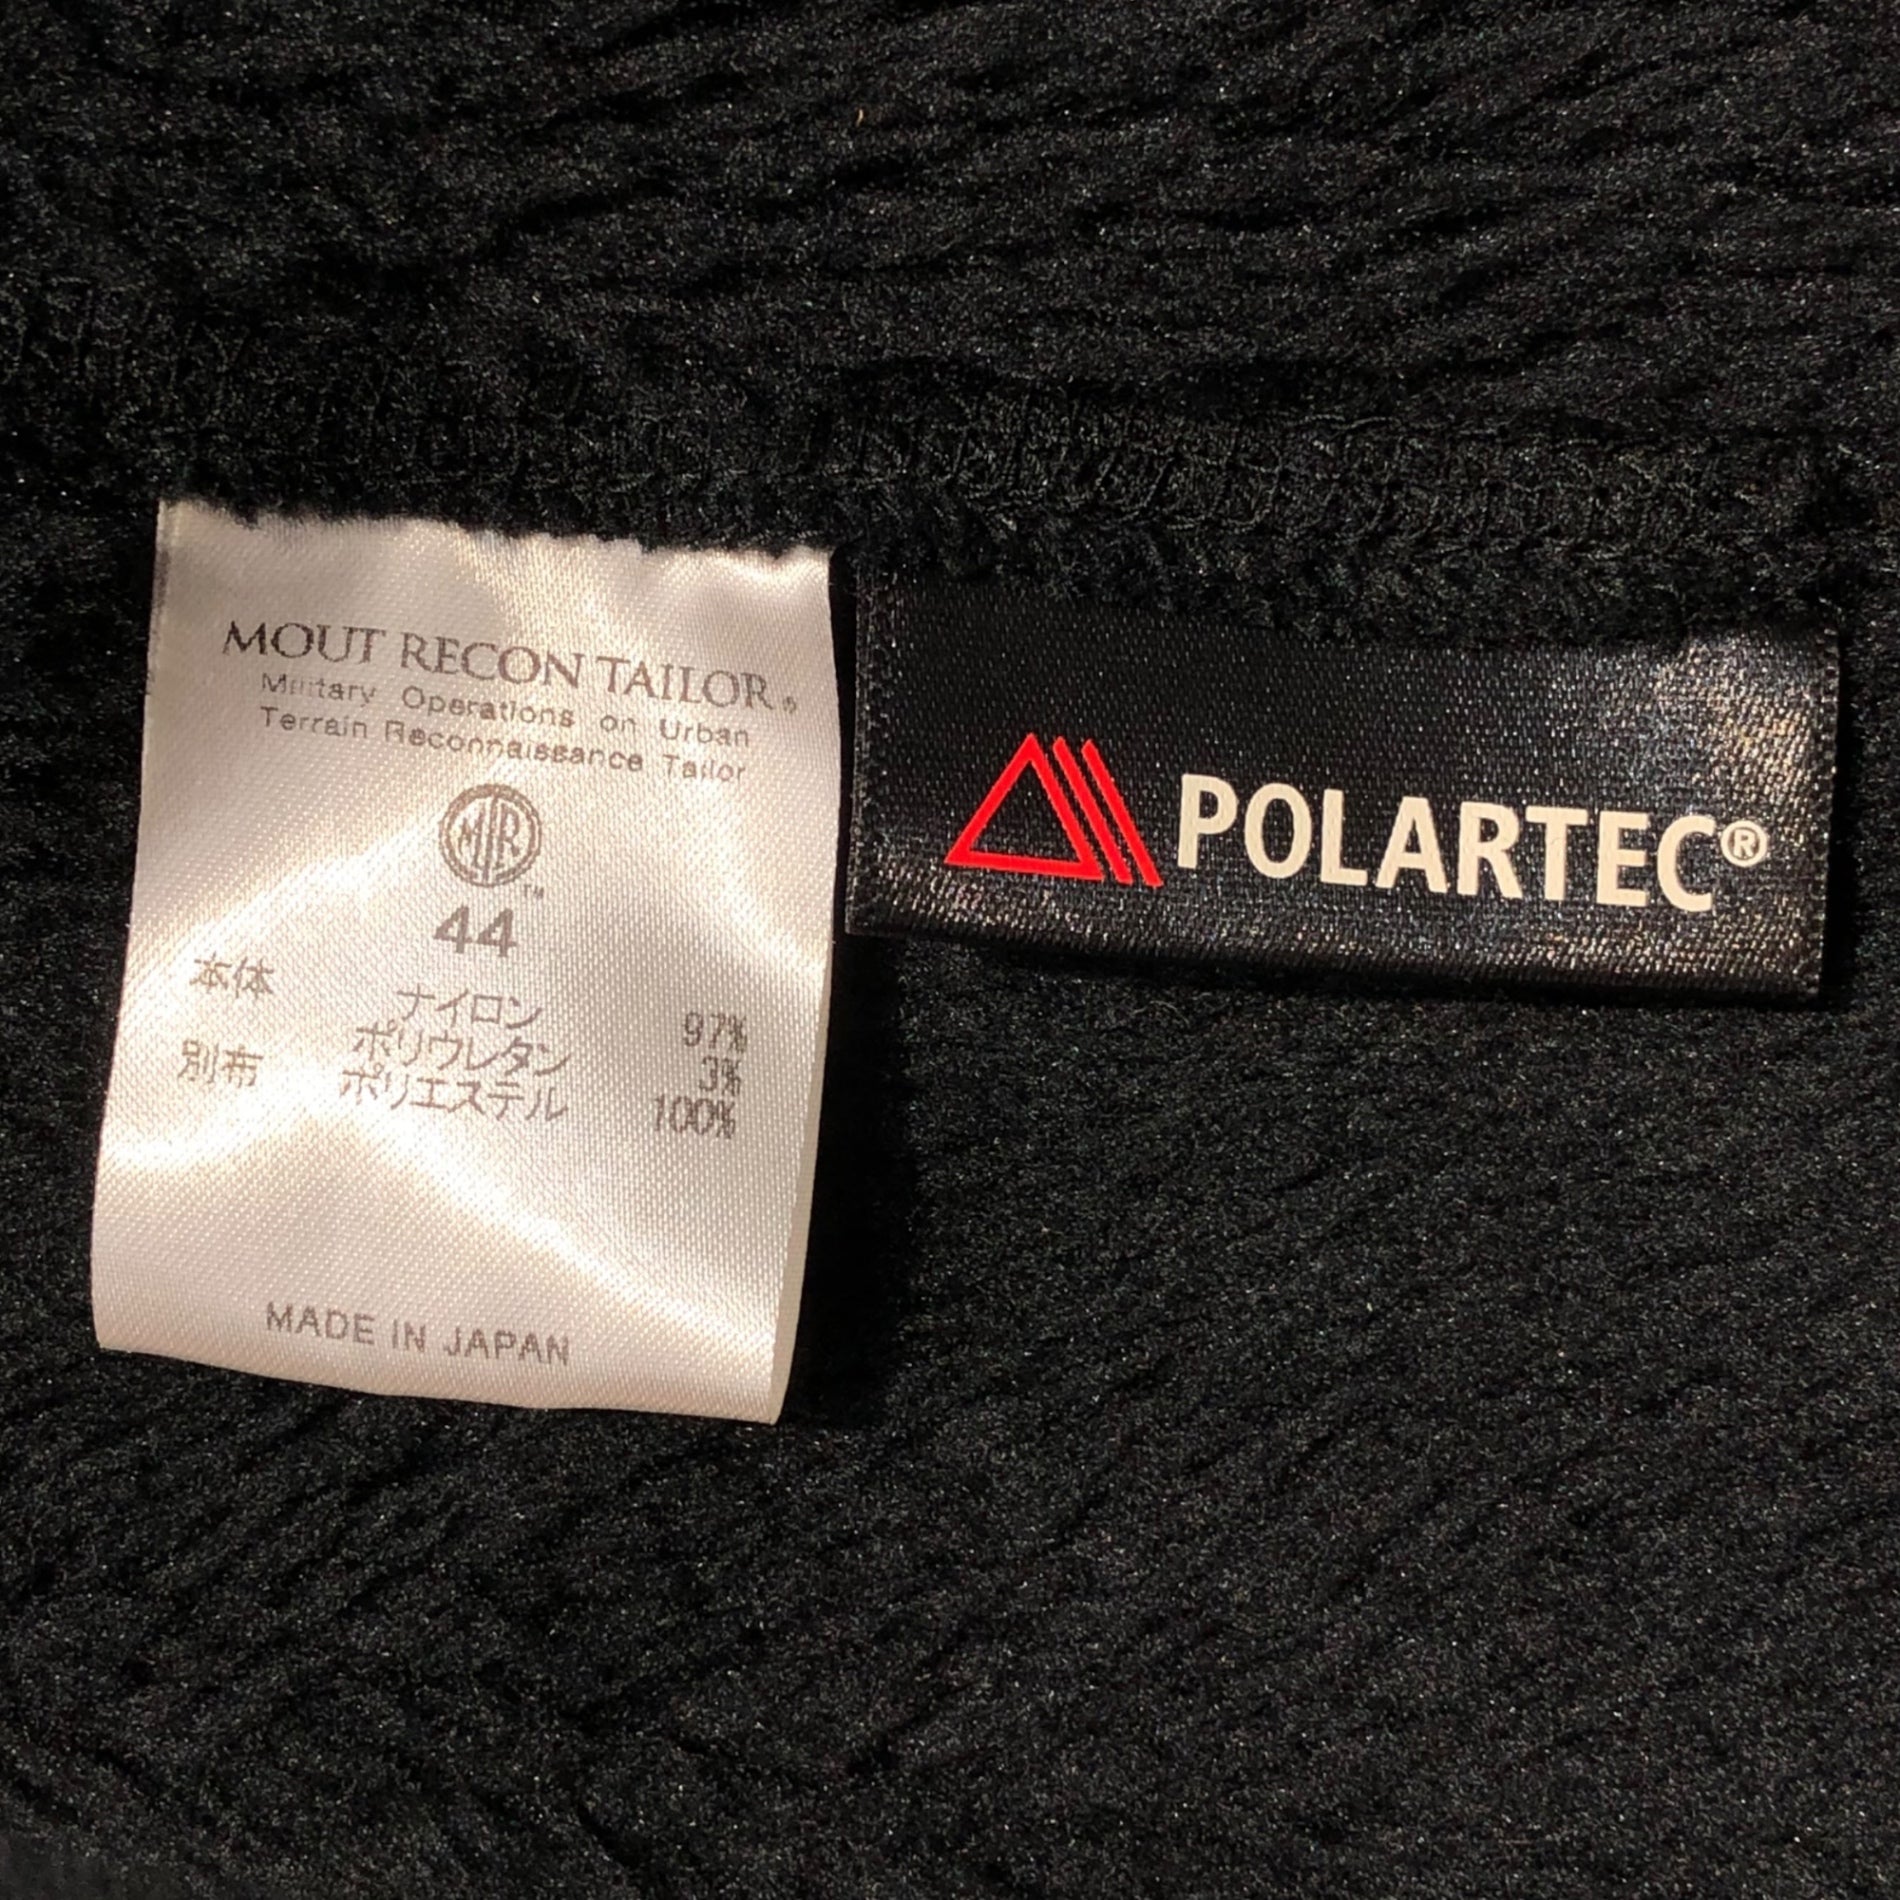 MOUT RECON TAILOR®
Military Operations on Urban
Terrain Reconnaissance Tailor
MTR™
44
本体 ナイロン 97%
ポリウレタン 3%
別布 ポリエステル 100%
MADE IN JAPAN
POLARTEC®